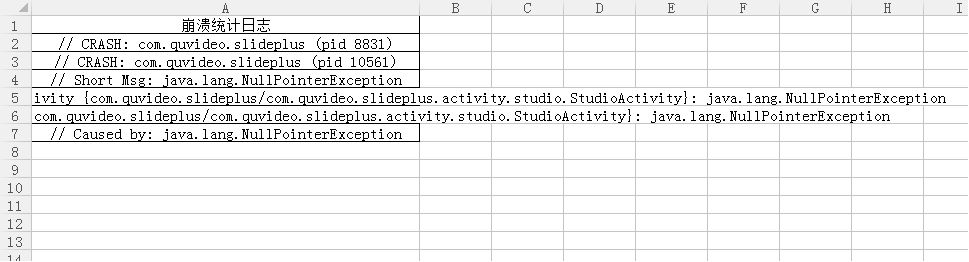 A B C D E F G H I
1 崩溃统计日志
2 // CRASH: com.quvideo.slideplus (pid 8831)
3 // CRASH: com.quvideo.slideplus (pid 10561)
4 // Short Msg: java.lang.NullPointerException
5 ivity {com.quvideo.slideplus/com.quvideo.slideplus.activity.studio.StudioActivity}: java.lang.NullPointerException
6 com.quvideo.slideplus/com.quvideo.slideplus.activity.studio.StudioActivity}: java.lang.NullPointerException
7 // Caused by: java.lang.NullPointerException
8
9
10
11
12
13
14